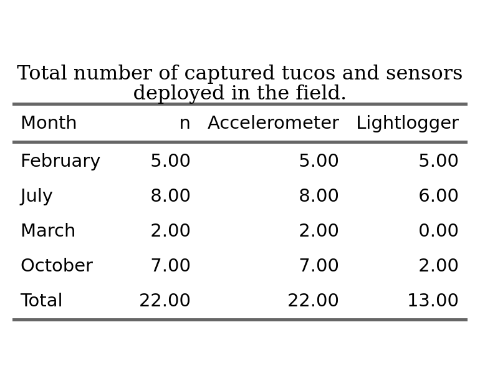 Total number of captured tucos and sensors
deployed in the field.
Month n Accelerometer Lightlogger
February 5.00 5.00 5.00
July 8.00 8.00 6.00
March 2.00 2.00 0.00
October 7.00 7.00 2.00
Total 22.00 22.00 13.00